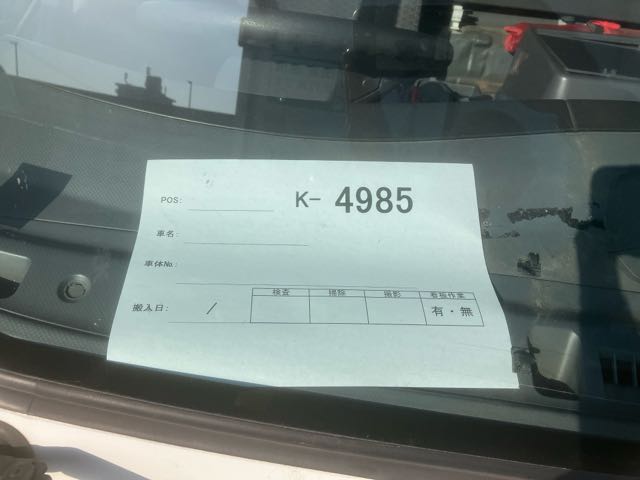 POS:
K- 4985
車名:
車体No.
検査 掃除 撮影 看板作業
搬入日: / 有・無